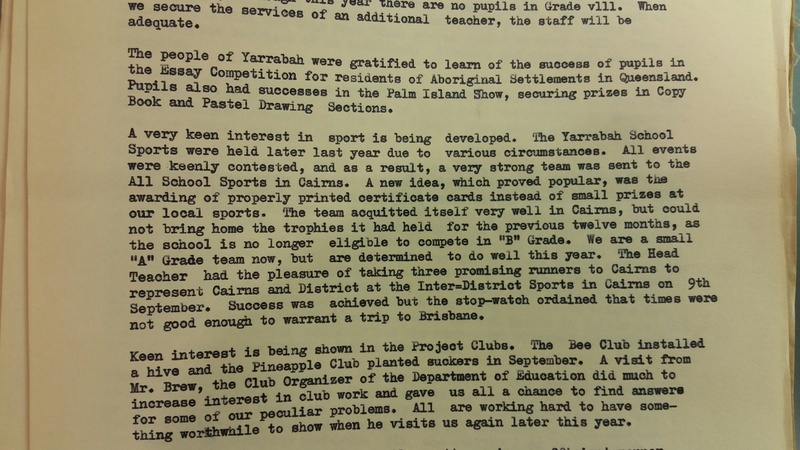 this year there are no pupils in Grade vlll. When
we secure the services of an additional teacher, the staff will be
adequate.
The people of Yarrabah were gratified to learn of the success of pupils in
the Essay Competition for residents of Aboriginal Settlements in Queensland.
Pupils also had successes in the Palm Island Show, securing prizes in Copy
Book and Pastel Drawing Sections.
A very keen interest in sport is being developed. The Yarrabah School
Sports were held later last year due to various circumstances. All events
were keenly contested, and as a result, a very strong team was sent to the
All School Sports in Cairns. A new idea, which proved popular, was the
awarding of properly printed certificate cards instead of small prizes at
our local sports. The team acquitted itself very well in Cairns, but could
not bring home the trophies it had held for the previous twelve months, as
the school is no longer eligible to compete in "B" Grade. We are a small
"A" Grade team now, but are determined to do well this year. The Head
Teacher had the pleasure of taking three promising runners to Cairns to
represent Cairns and District at the Inter=District Sports in Cairns on 9th
September. Success was achieved but the stop-watch ordained that times were
not good enough to warrant a trip to Brisbane.
Keen interest is being shown in the Project Clubs. The Bee Club installed
a hive and the Pineapple Club planted suckers in September. A visit from
Mr. Brew, the Club Organizer of the Department of Education did much to
increase interest in club work and gave us all a chance to find answers
for some of our peculiar problems. All are working hard to have some-
thing worthwhile to show when he visits us again later this year.